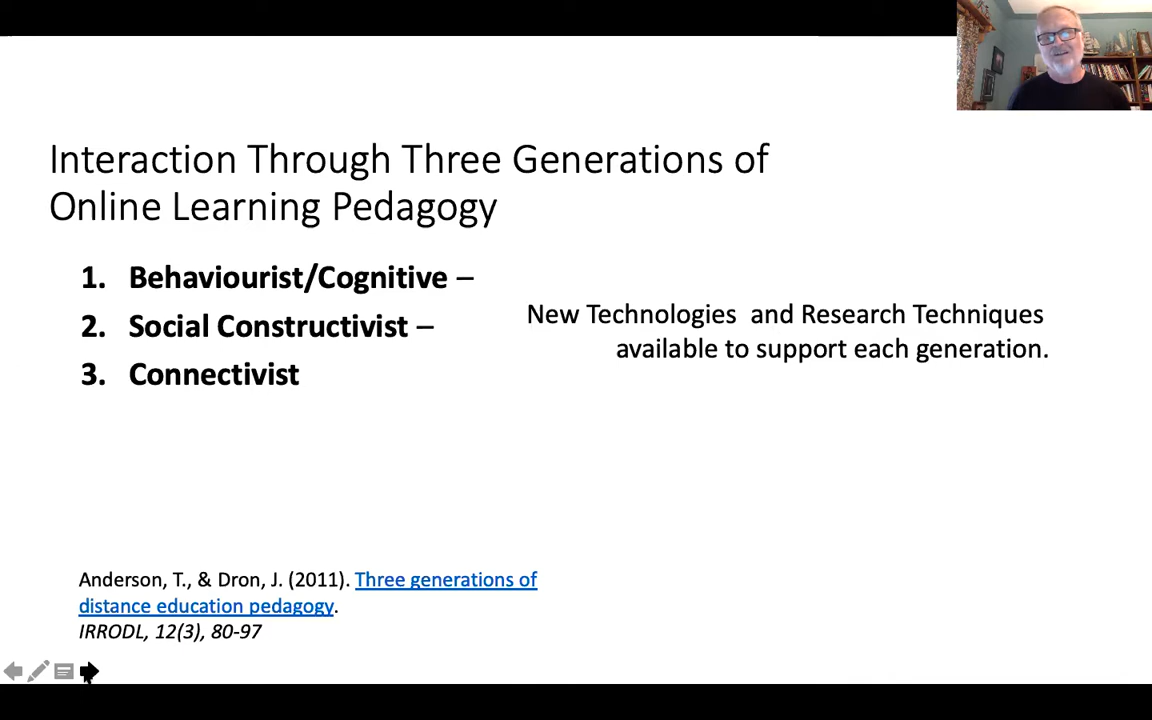 Interaction Through Three Generations of
Online Learning Pedagogy
1. Behaviourist/Cognitive –
2. Social Constructivist –
3. Connectivist
New Technologies  and Research Techniques
available to support each generation.
Anderson, T., & Dron, J. (2011). Three generations of
distance education pedagogy.
IRRODL, 12(3), 80-97